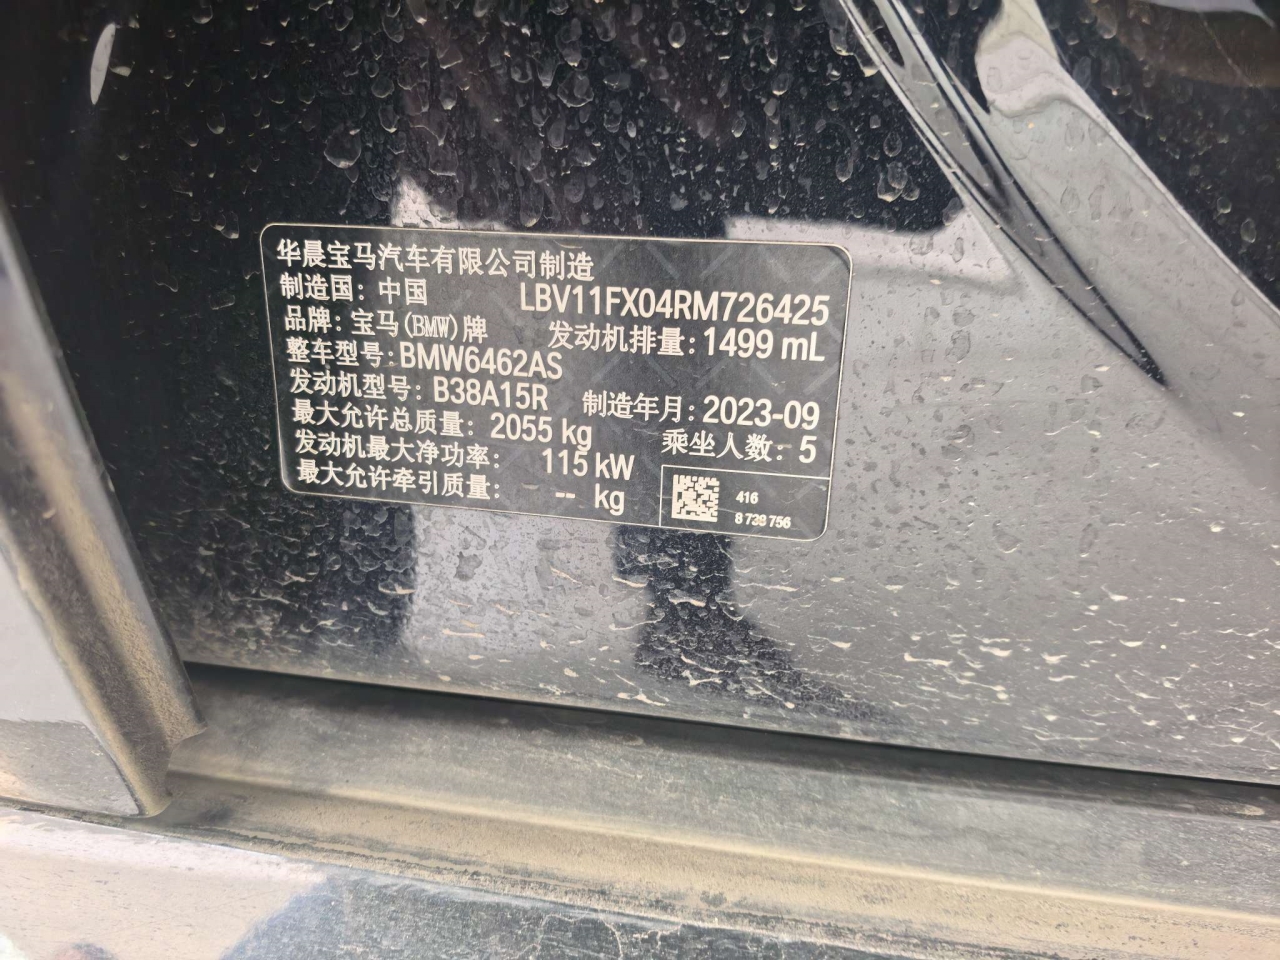 华晨宝马汽车有限公司制造
制造国：中国 LBV11FX04RM726425
品牌：宝马(BMW)牌 发动机排量：1499 mL
整车型号：BMW6462AS
发动机型号：B38A15R 制造年月：2023-09
最大允许总质量：2055 kg 乘坐人数：5
发动机最大净功率：115 kW
最大允许牵引质量：-- kg
416
8 739 756